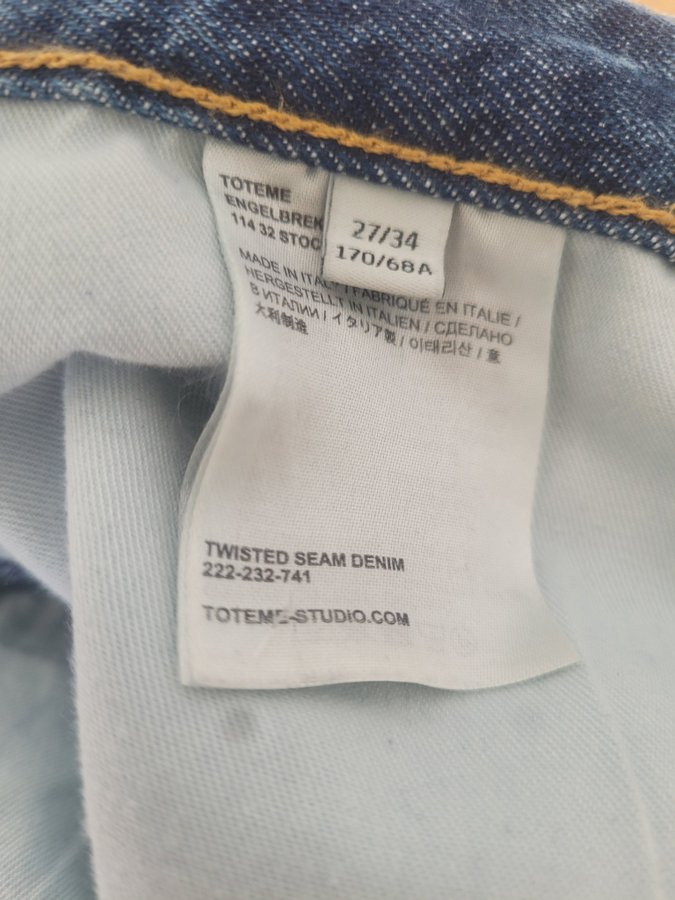 TOTEME
ENGELBREK
114 32 STOC
27/34
170/68A
MADE IN ITALY / FABRIQUÉ EN ITALIE /
HERGESTELLT IN ITALIEN / СДЕЛАНО
В ИТАЛИИ / イタリア製 / 이태리산 / 意
大利制造
TWISTED SEAM DENIM
222-232-741
TOTEME-STUDIO.COM